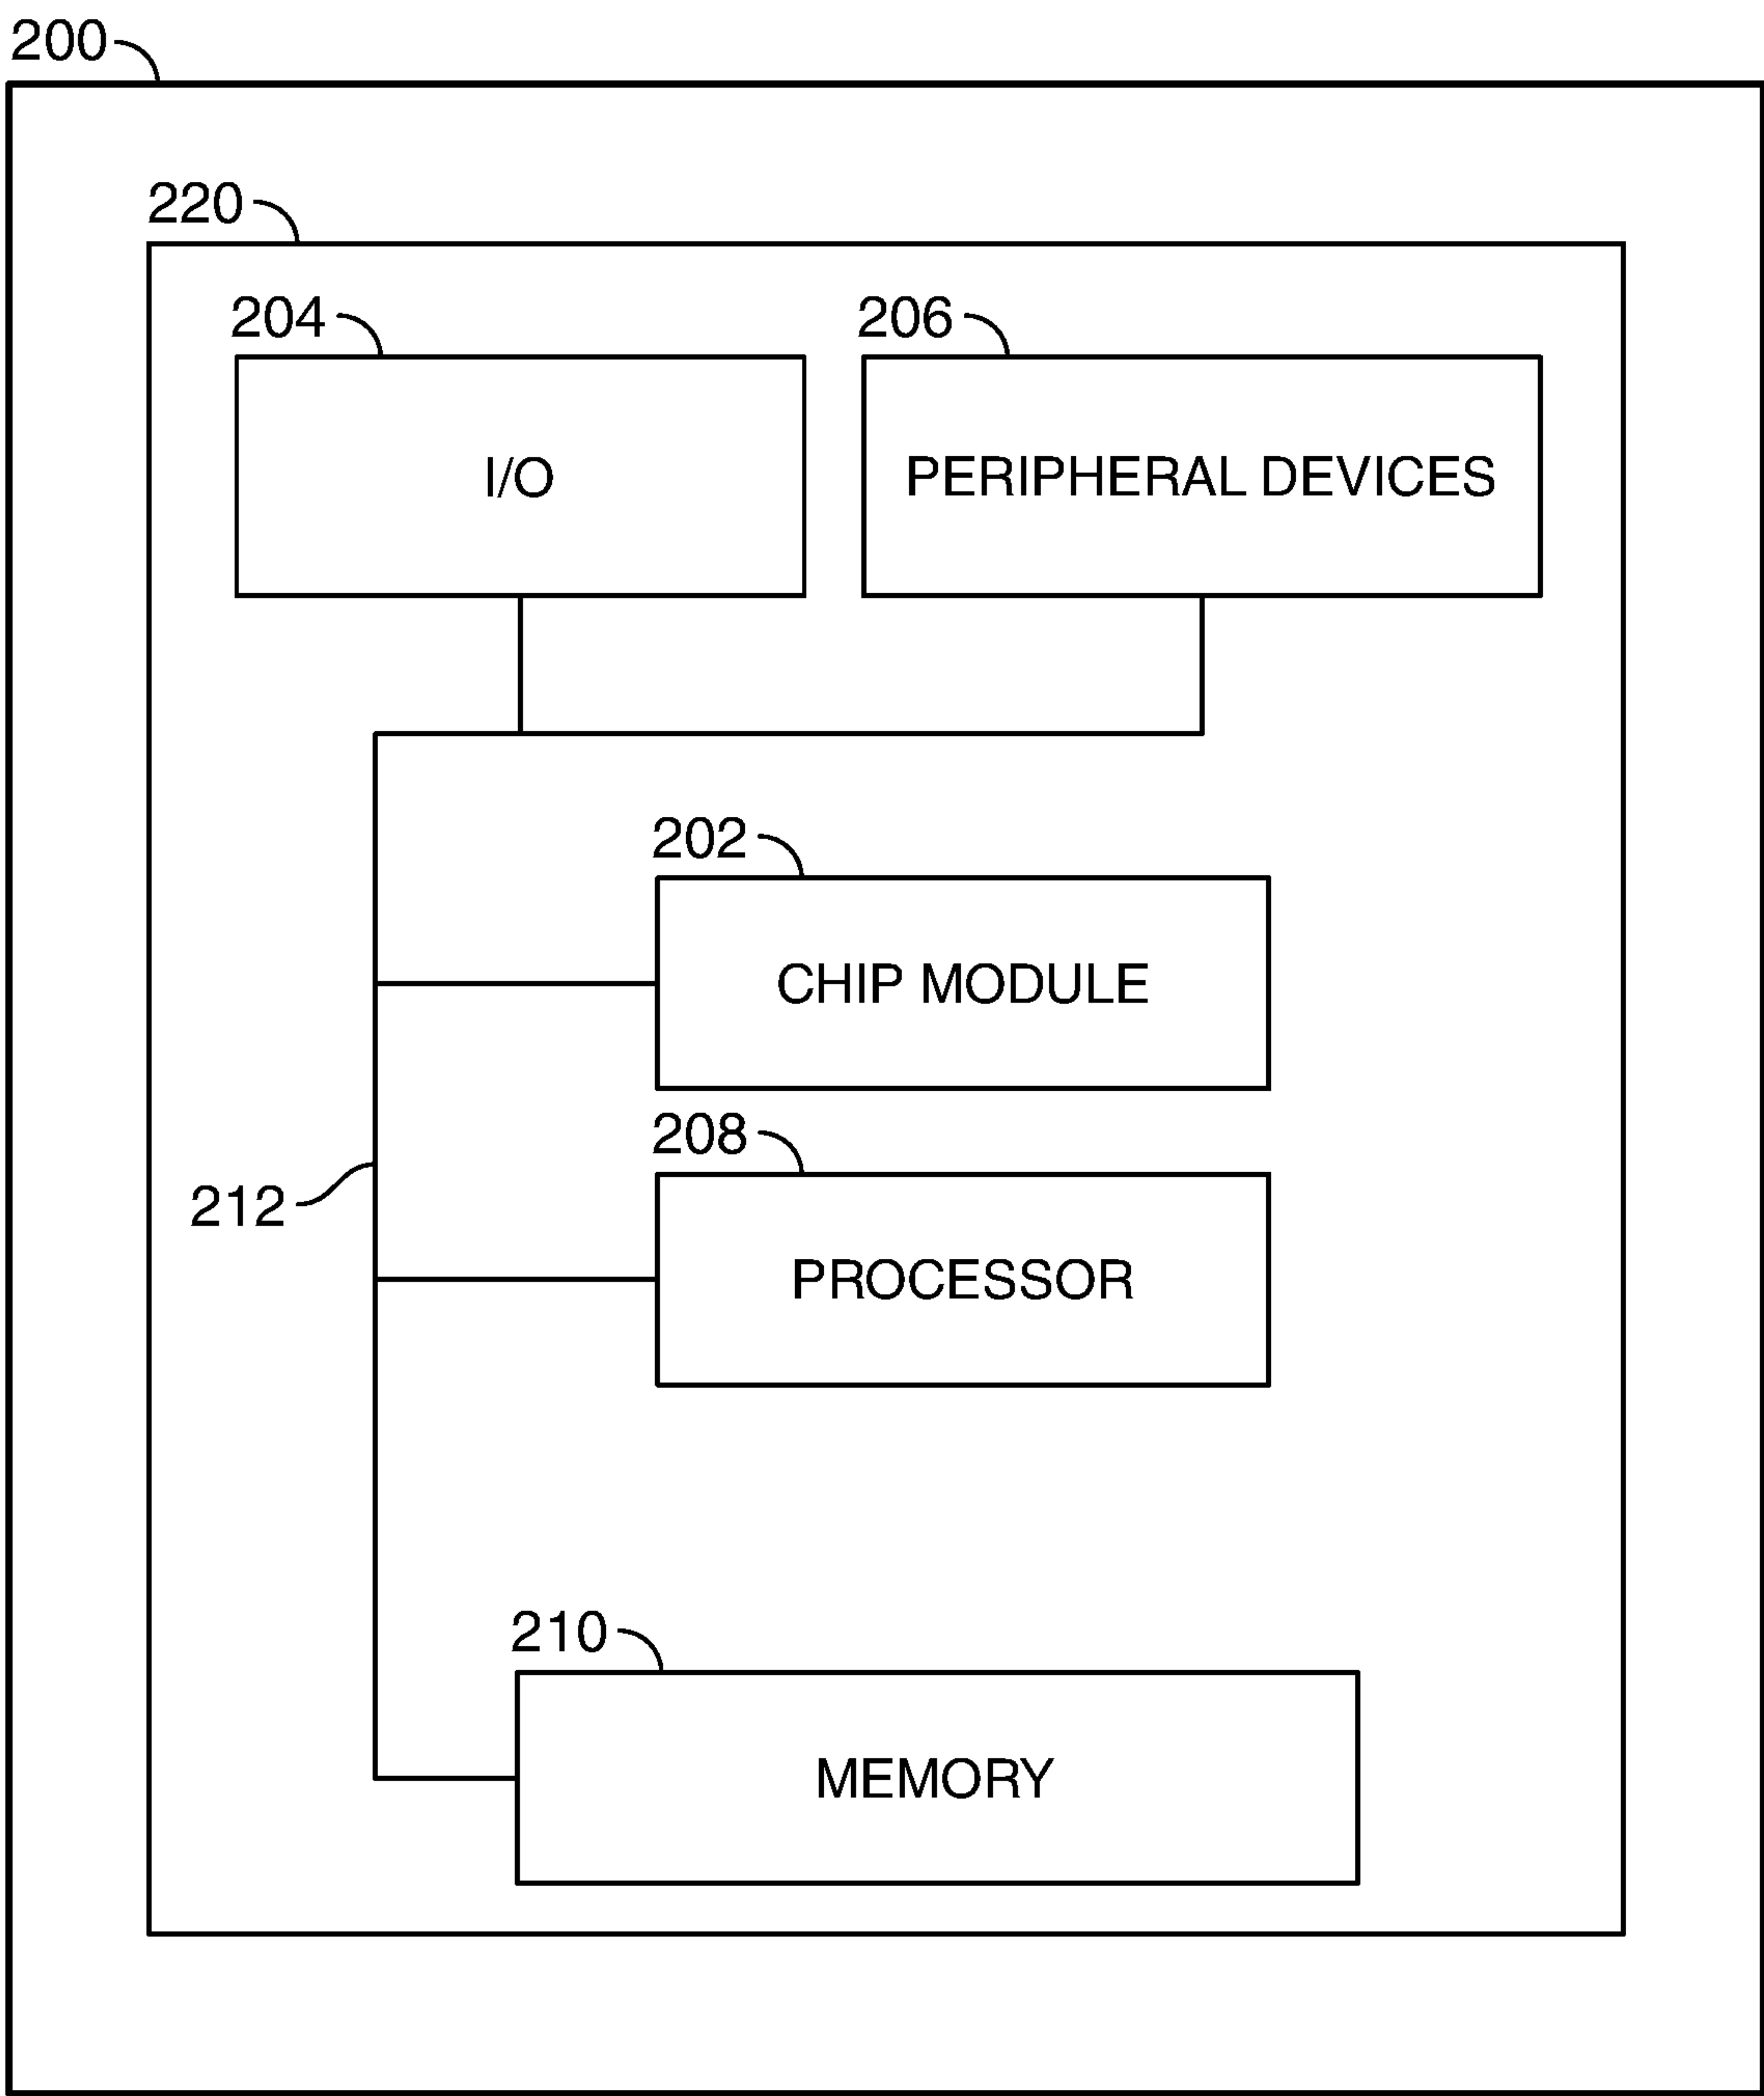 200
220
204
206
I/O
PERIPHERAL DEVICES
202
CHIP MODULE
208
212
PROCESSOR
210
MEMORY